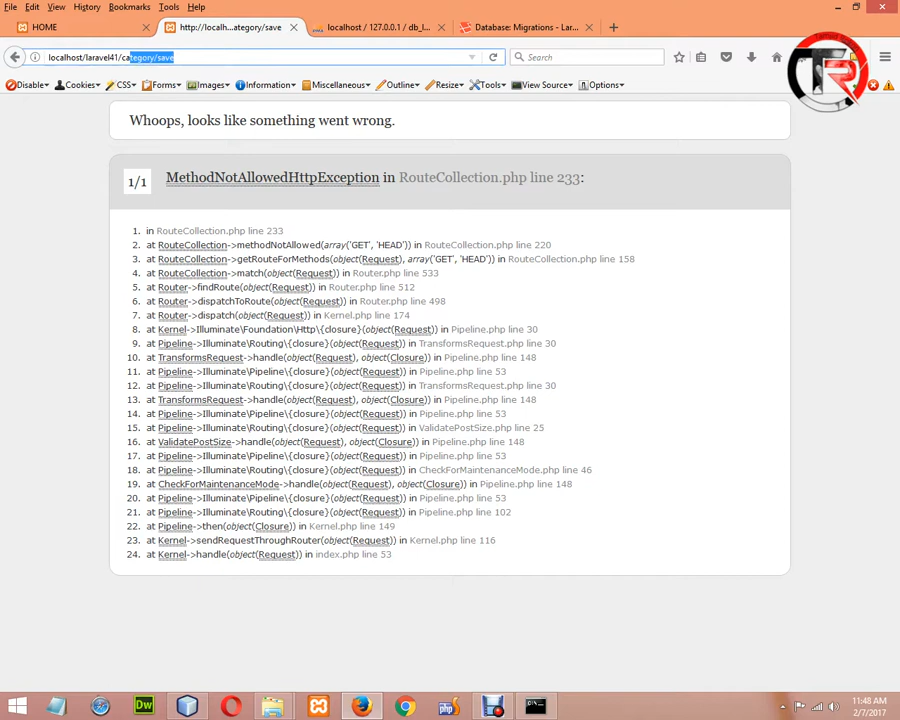 File Edit View History Bookmarks Tools Help
HOME http://localh...ategory/save localhost / 127.0.0.1 / db_l... Database: Migrations - Lar...
localhost/laravel41/category/save Search
Disable Cookies CSS Forms Images Information Miscellaneous Outline Resize Tools View Source Options
Whoops, looks like something went wrong.
1/1 MethodNotAllowedHttpException in RouteCollection.php line 233:
1. in RouteCollection.php line 233
2. at RouteCollection->methodNotAllowed(array('GET', 'HEAD')) in RouteCollection.php line 220
3. at RouteCollection->getRouteForMethods(object(Request), array('GET', 'HEAD')) in RouteCollection.php line 158
4. at RouteCollection->match(object(Request)) in Router.php line 533
5. at Router->findRoute(object(Request)) in Router.php line 512
6. at Router->dispatchToRoute(object(Request)) in Router.php line 498
7. at Router->dispatch(object(Request)) in Kernel.php line 174
8. at Kernel->Illuminate\Foundation\Http\{closure}(object(Request)) in Pipeline.php line 30
9. at Pipeline->Illuminate\Routing\{closure}(object(Request)) in TransformsRequest.php line 30
10. at TransformsRequest->handle(object(Request), object(Closure)) in Pipeline.php line 148
11. at Pipeline->Illuminate\Pipeline\{closure}(object(Request)) in Pipeline.php line 53
12. at Pipeline->Illuminate\Routing\{closure}(object(Request)) in TransformsRequest.php line 30
13. at TransformsRequest->handle(object(Request), object(Closure)) in Pipeline.php line 148
14. at Pipeline->Illuminate\Pipeline\{closure}(object(Request)) in Pipeline.php line 53
15. at Pipeline->Illuminate\Routing\{closure}(object(Request)) in ValidatePostSize.php line 25
16. at ValidatePostSize->handle(object(Request), object(Closure)) in Pipeline.php line 148
17. at Pipeline->Illuminate\Pipeline\{closure}(object(Request)) in Pipeline.php line 53
18. at Pipeline->Illuminate\Routing\{closure}(object(Request)) in CheckForMaintenanceMode.php line 46
19. at CheckForMaintenanceMode->handle(object(Request), object(Closure)) in Pipeline.php line 148
20. at Pipeline->Illuminate\Pipeline\{closure}(object(Request)) in Pipeline.php line 53
21. at Pipeline->Illuminate\Routing\{closure}(object(Request)) in Pipeline.php line 102
22. at Pipeline->then(object(Closure)) in Kernel.php line 149
23. at Kernel->sendRequestThroughRouter(object(Request)) in Kernel.php line 116
24. at Kernel->handle(object(Request)) in index.php line 53
Dw php
11:48 AM
2/7/2017